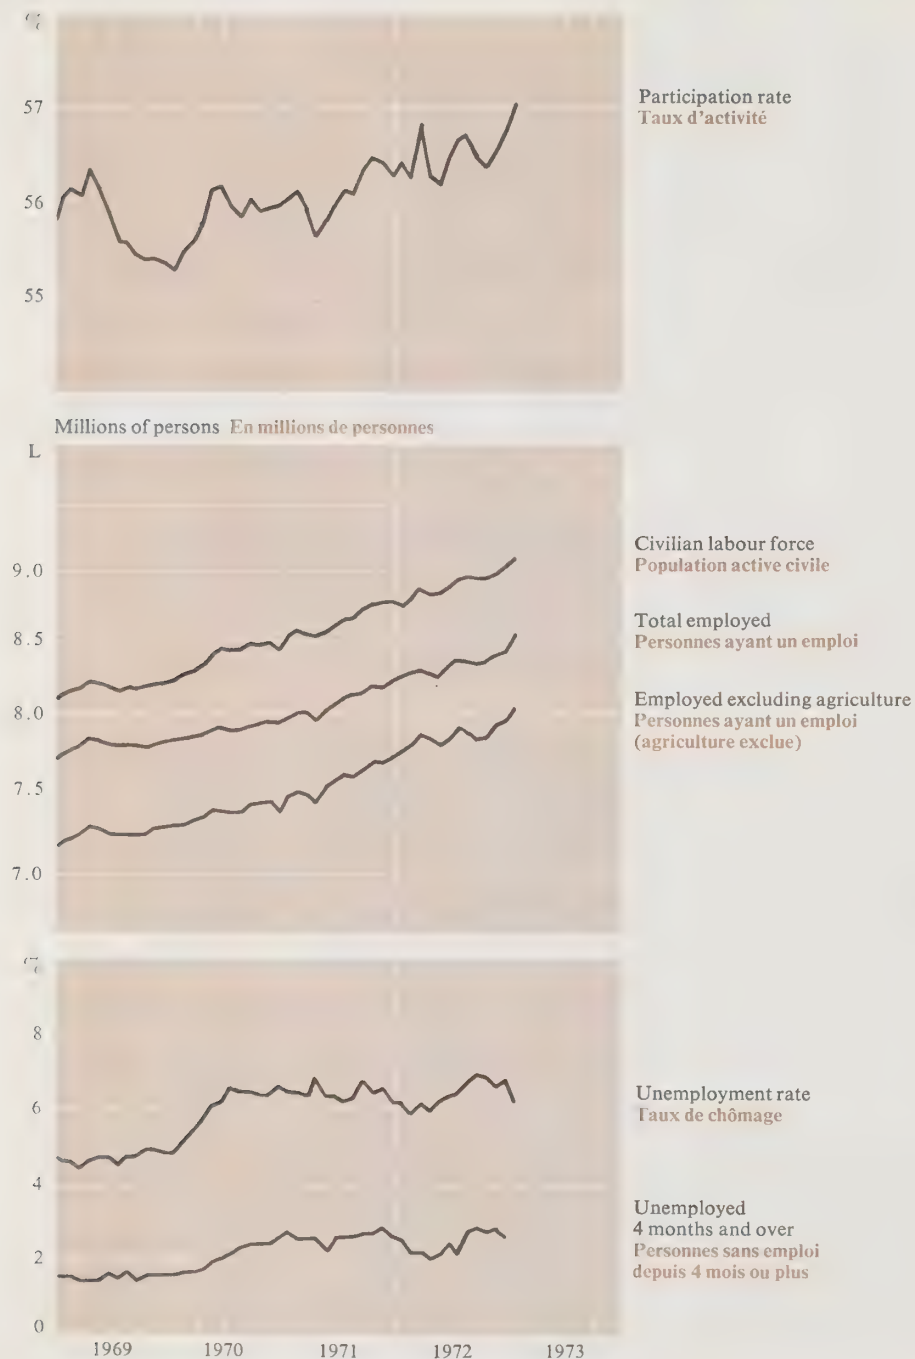 %
57
56
55
Participation rate
Taux d'activité
Millions of persons En millions de personnes
L
9.0
8.5
8.0
7.5
7.0
Civilian labour force
Population active civile
Total employed
Personnes ayant un emploi
Employed excluding agriculture
Personnes ayant un emploi
(agriculture exclue)
%
8
6
4
2
0
Unemployment rate
Taux de chômage
Unemployed
4 months and over
Personnes sans emploi
depuis 4 mois ou plus
1969 1970 1971 1972 1973